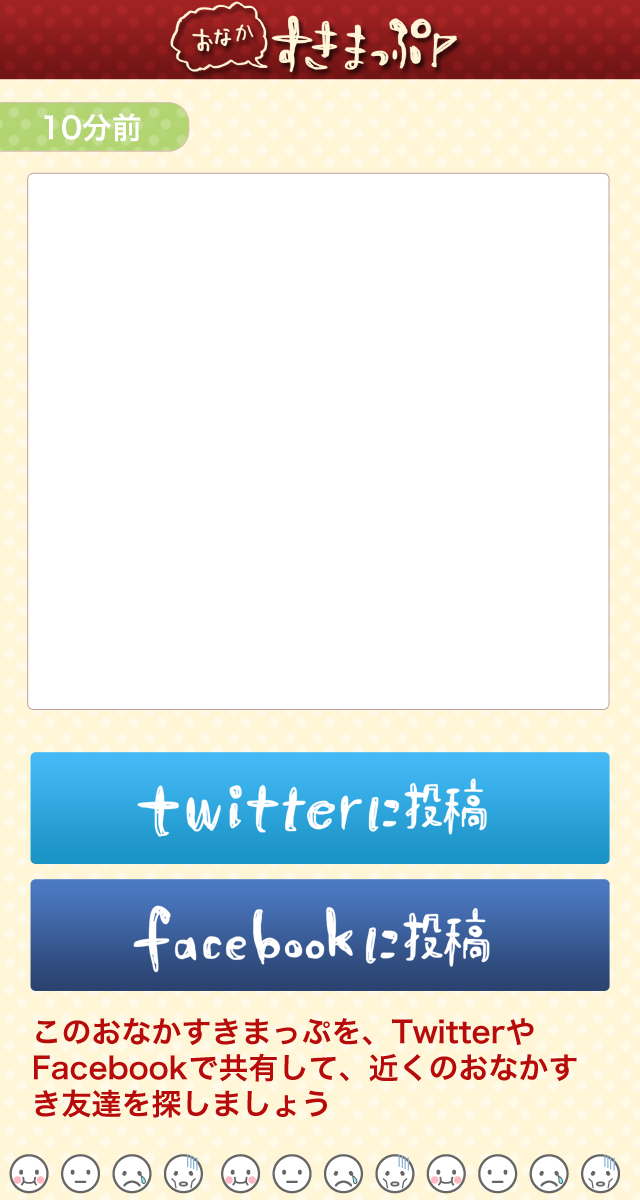 おなか
すきまっぷ
10分前
twitterに投稿
facebookに投稿
このおなかすきまっぷを、Twitterや
Facebookで共有して、近くのおなかす
き友達を探しましょう